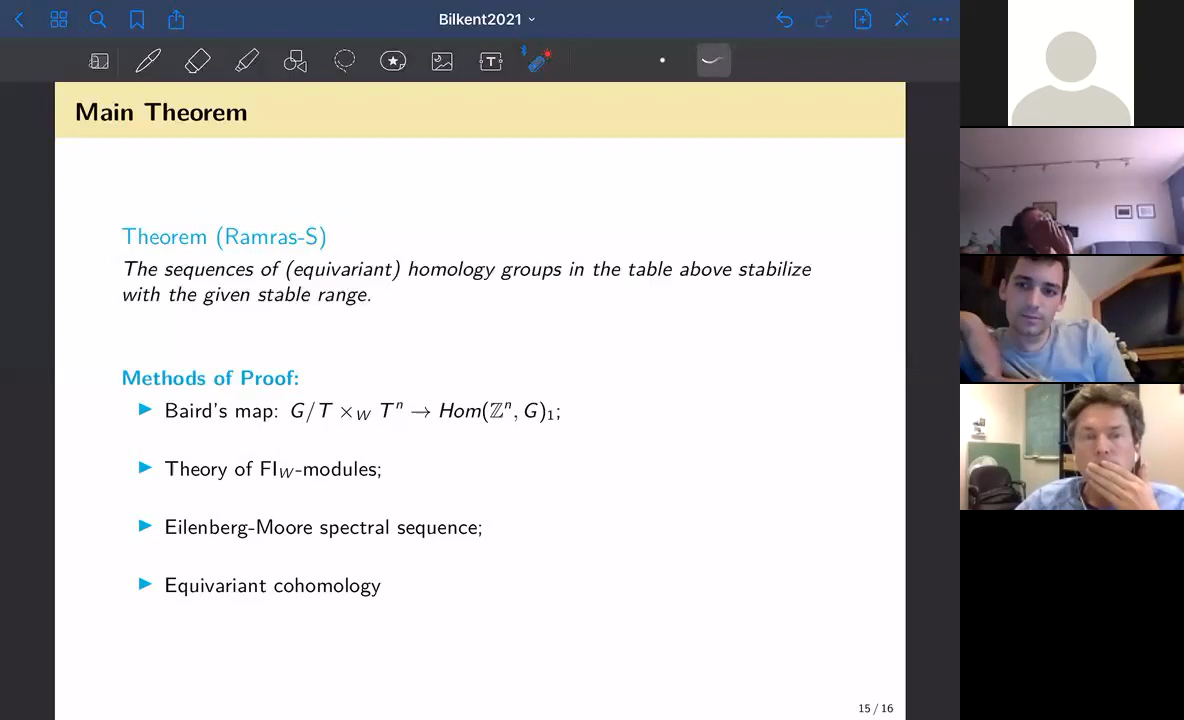 Bilkent2021
Main Theorem
Theorem (Ramras-S)
The sequences of (equivariant) homology groups in the table above stabilize
with the given stable range.
Methods of Proof:
Baird's map: G/T ×_W T^n → Hom(ℤ^n, G)_1;
Theory of FI_W-modules;
Eilenberg-Moore spectral sequence;
Equivariant cohomology
15 / 16